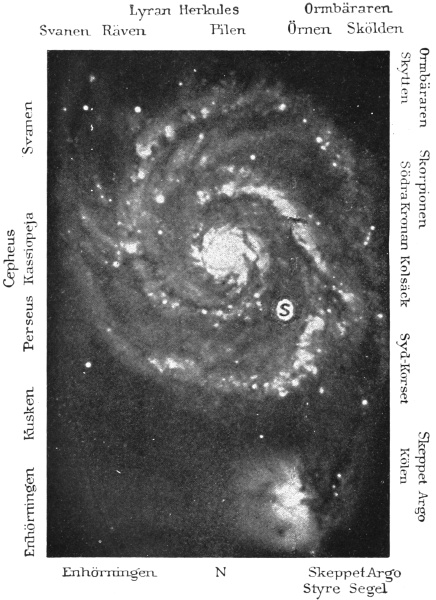 Lyran Herkules Ormbäraren
Svanen Räven Pilen Örnen Skölden
Svanen
Cepheus Kassiopeja
Perseus
Kusken
Enhörningen
S
Ormbäraren
Skytten
Skorpionen
Södra Kronan Kolsäck
Syd-Korset
Skeppet Argo
Kölen
Enhörningen N Skeppet Argo
Styre Segel